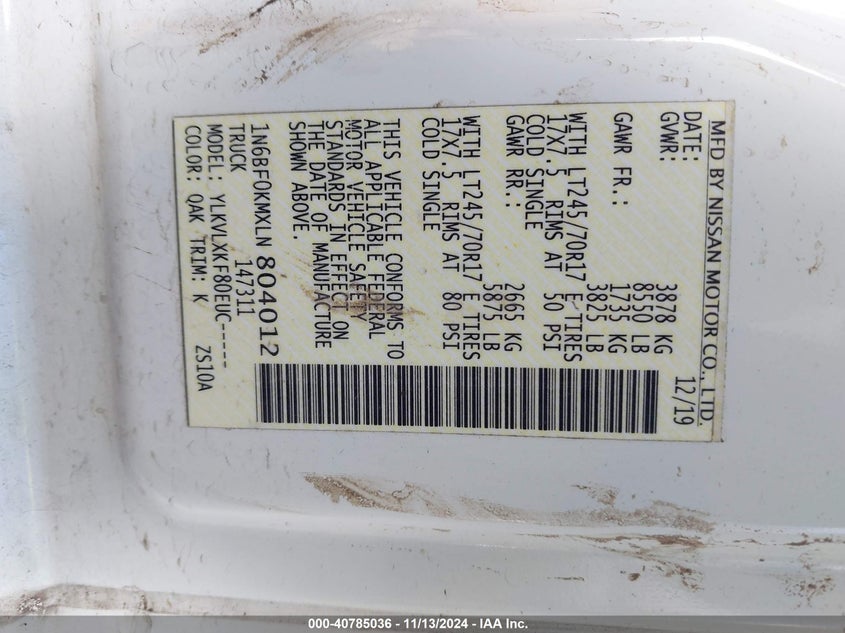 MFD BY NISSAN MOTOR CO., LTD.
DATE: 12/19
GVWR: 3878 KG
8550 LB
GAWR FR.: 1735 KG
3825 LB
WITH LT245/70R17 E TIRES
17X7.5 RIMS AT 50 PSI
COLD SINGLE
GAWR RR.: 2665 KG
5875 LB
WITH LT245/70R17 E TIRES
17X7.5 RIMS AT 80 PSI
COLD SINGLE
THIS VEHICLE CONFORMS TO
ALL APPLICABLE FEDERAL
MOTOR VEHICLE SAFETY
STANDARDS IN EFFECT ON
THE DATE OF MANUFACTURE
SHOWN ABOVE.
1N6BF0KMXLN 804012
TRUCK 147311
MODEL: YLKVLXKF80EUC-----
COLOR: QAK TRIM: K ZS10A
000-40785036 - 11/13/2024 - IAA Inc.